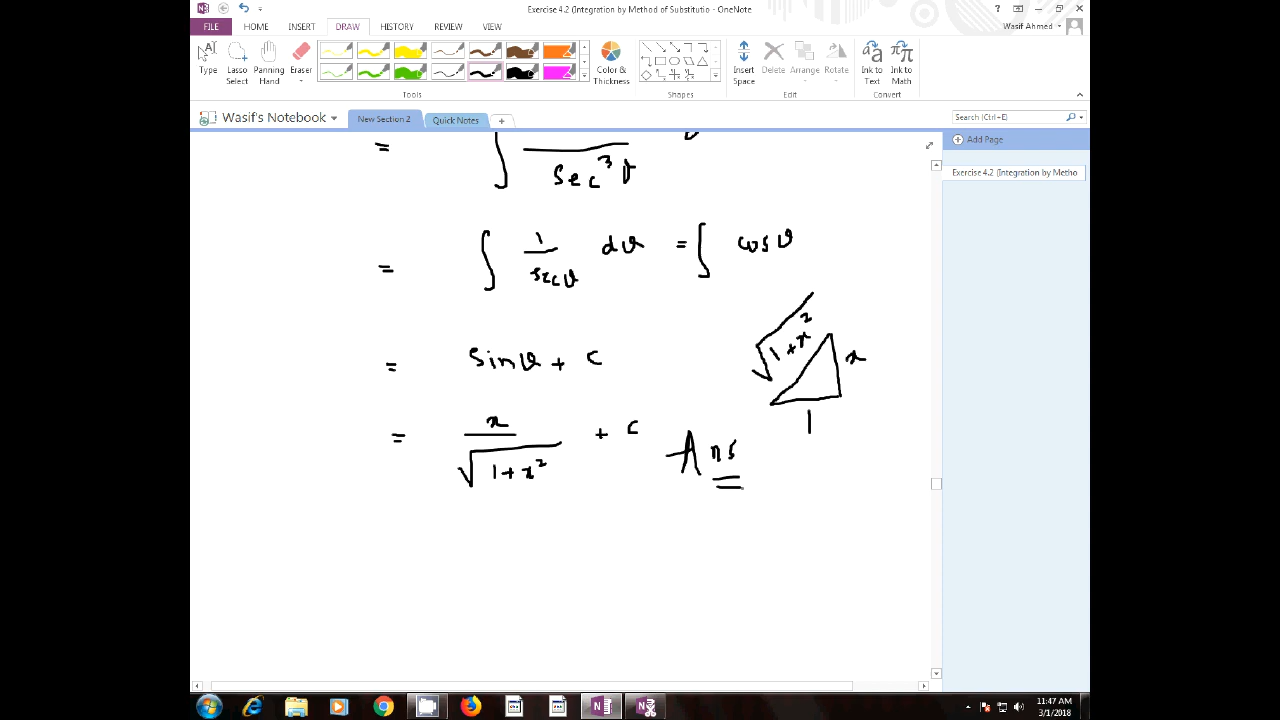 Exercise 4.2 (Integration by Method of Substitutio - OneNote
Wasif Ahmed
FILE HOME INSERT DRAW HISTORY REVIEW VIEW
Type Lasso Select Panning Hand Eraser Color & Thickness Insert Space Delete Arrange Rotate Ink to Text Ink to Math
Tools Shapes Edit Convert
Wasif's Notebook New Section 2 Quick Notes Search (Ctrl+E)
Add Page
Exercise 4.2 (Integration by Metho
= ∫ ― / sec³θ
= ∫ 1/secθ dθ = ∫ cosθ
√1+x² x
1
= sinθ + c
= x/√1+x² + c Ans
11:47 AM
3/1/2018